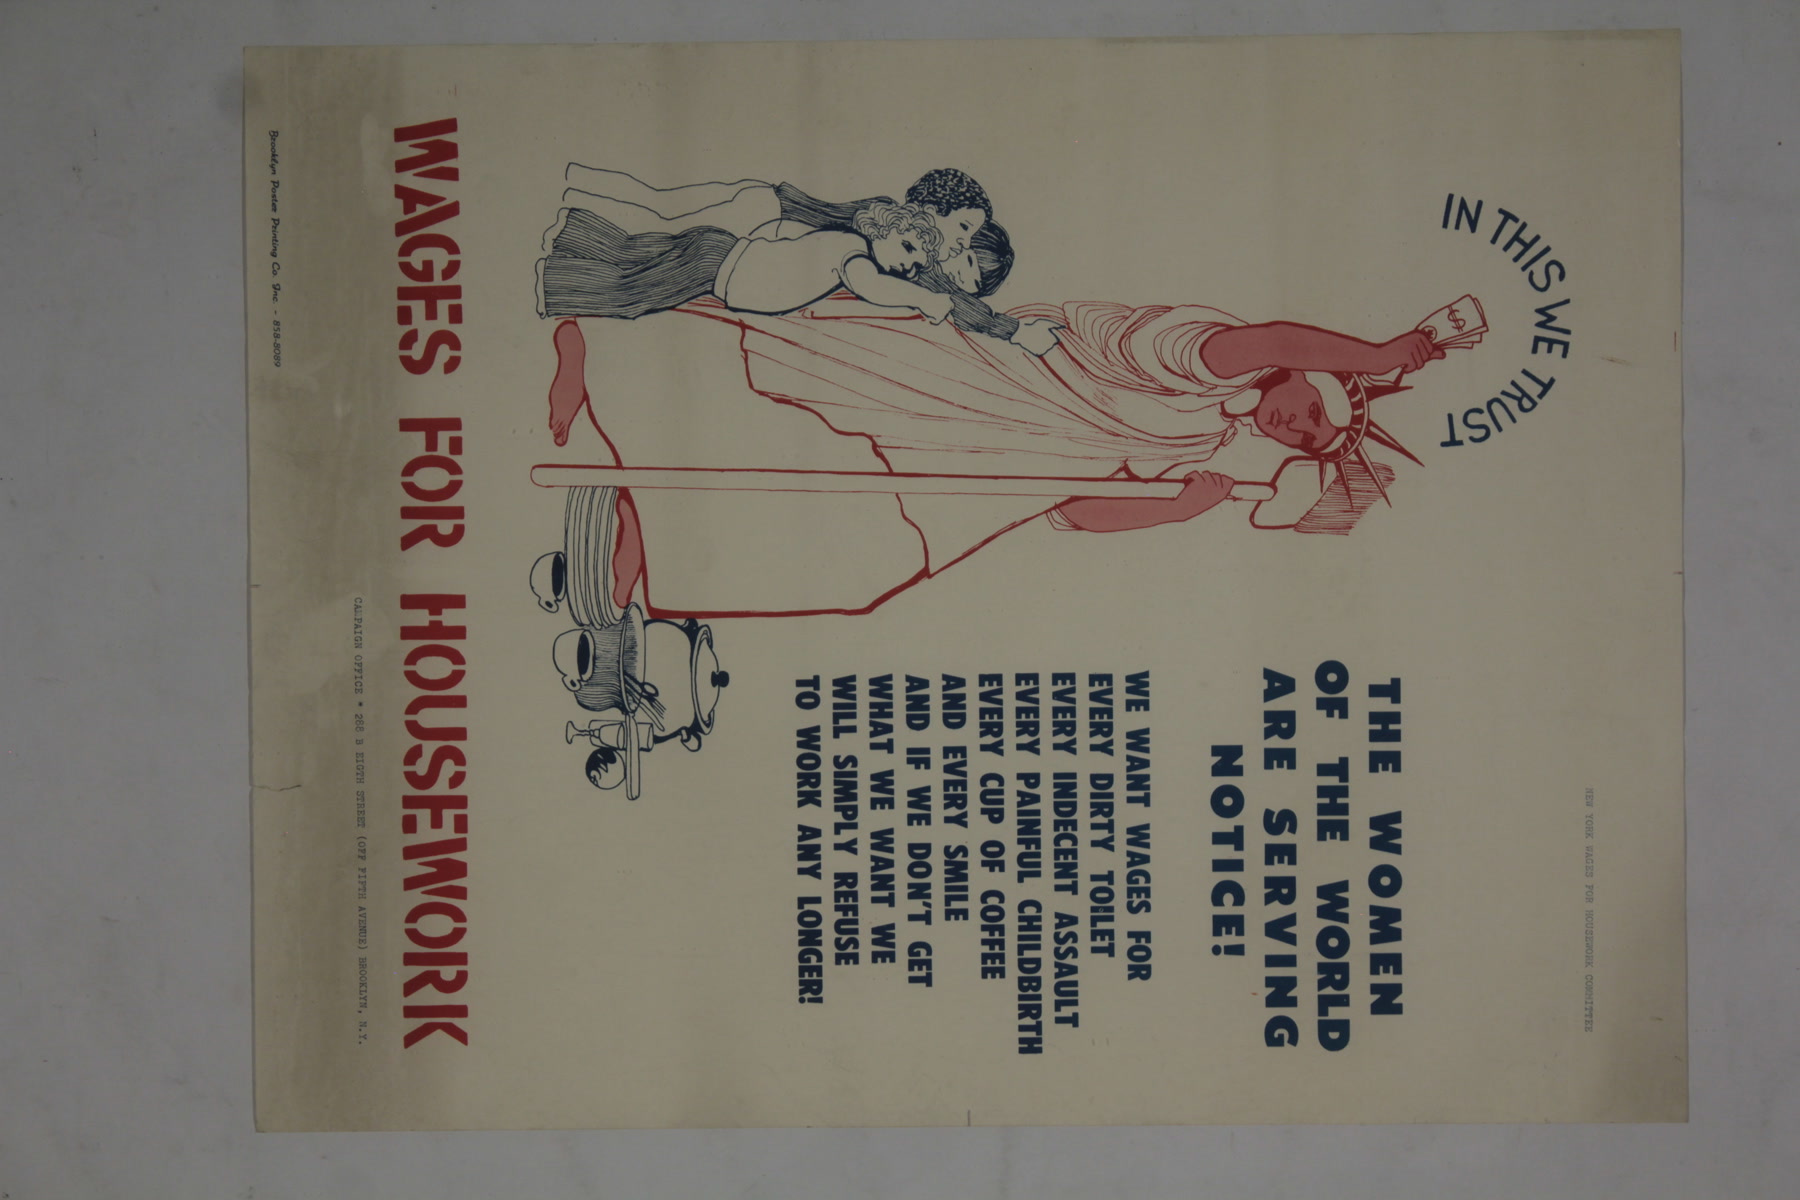 NEW YORK WAGES FOR HOUSEWORK COMMITTEE
IN THIS WE TRUST
$
THE WOMEN
OF THE WORLD
ARE SERVING
NOTICE!
WE WANT WAGES FOR
EVERY DIRTY TOILET
EVERY INDECENT ASSAULT
EVERY PAINFUL CHILDBIRTH
EVERY CUP OF COFFEE
AND EVERY SMILE
AND IF WE DON'T GET
WHAT WE WANT WE
WILL SIMPLY REFUSE
TO WORK ANY LONGER!
WAGES FOR HOUSEWORK
CAMPAIGN OFFICE * 288 B EIGTH STREET (OFF FIFTH AVENUE) BROOKLYN, N.Y.
Brooklyn Poster Printing Co. Inc. - 858-8089